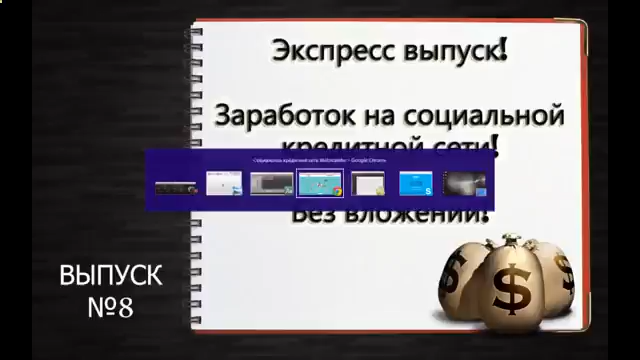 Экспресс выпуск!
Заработок на социальной
кредитной сети!
Без вложений!
ВЫПУСК
№8